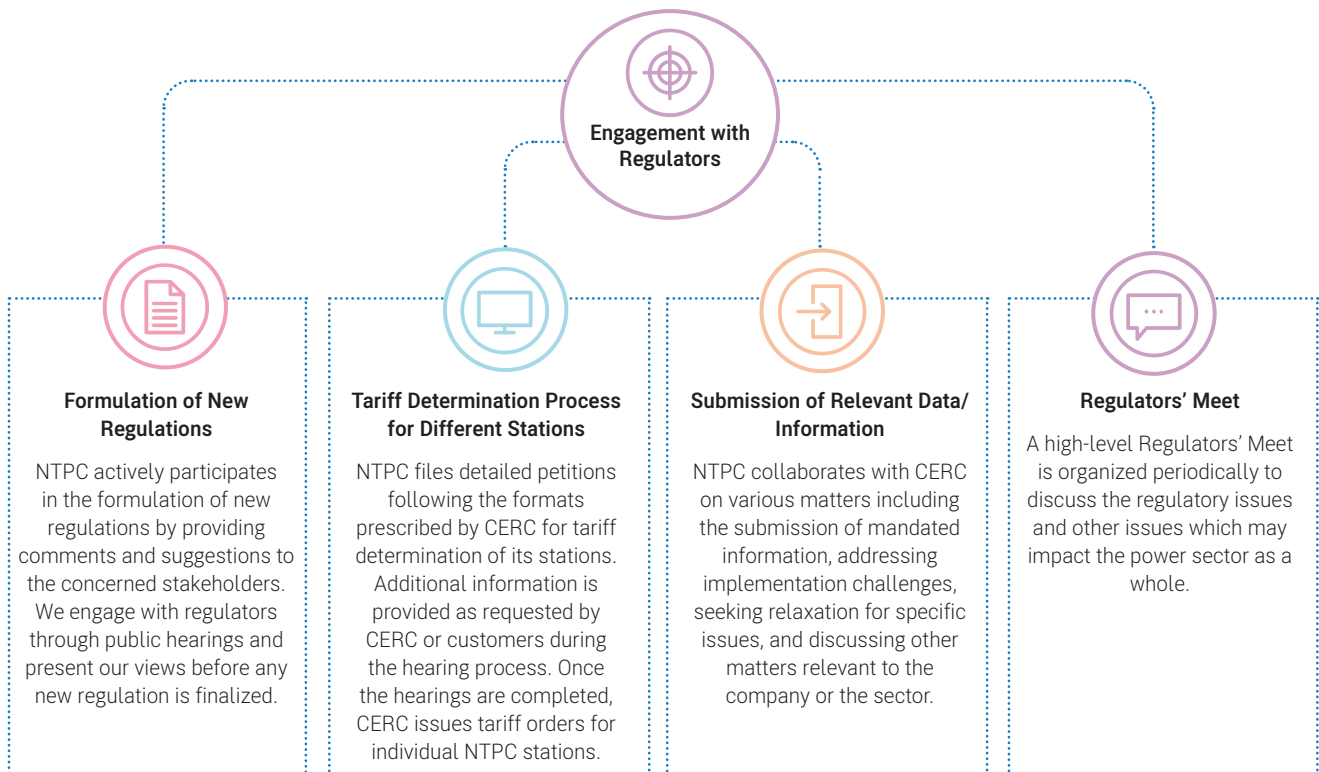 Engagement with
Regulators
Formulation of New
Regulations
NTPC actively participates
in the formulation of new
regulations by providing
comments and suggestions to
the concerned stakeholders.
We engage with regulators
through public hearings and
present our views before any
new regulation is finalized.
Tariff Determination Process
for Different Stations
NTPC files detailed petitions
following the formats
prescribed by CERC for tariff
determination of its stations.
Additional information is
provided as requested by
CERC or customers during
the hearing process. Once
the hearings are completed,
CERC issues tariff orders for
individual NTPC stations.
Submission of Relevant Data/
Information
NTPC collaborates with CERC
on various matters including
the submission of mandated
information, addressing
implementation challenges,
seeking relaxation for specific
issues, and discussing other
matters relevant to the
company or the sector.
Regulators’ Meet
A high-level Regulators’ Meet
is organized periodically to
discuss the regulatory issues
and other issues which may
impact the power sector as a
whole.